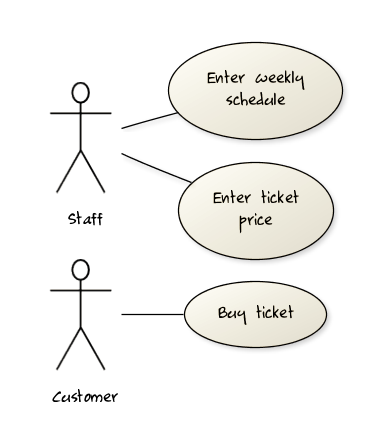 Enter weekly
schedule
Staff
Enter ticket
price
Buy ticket
Customer